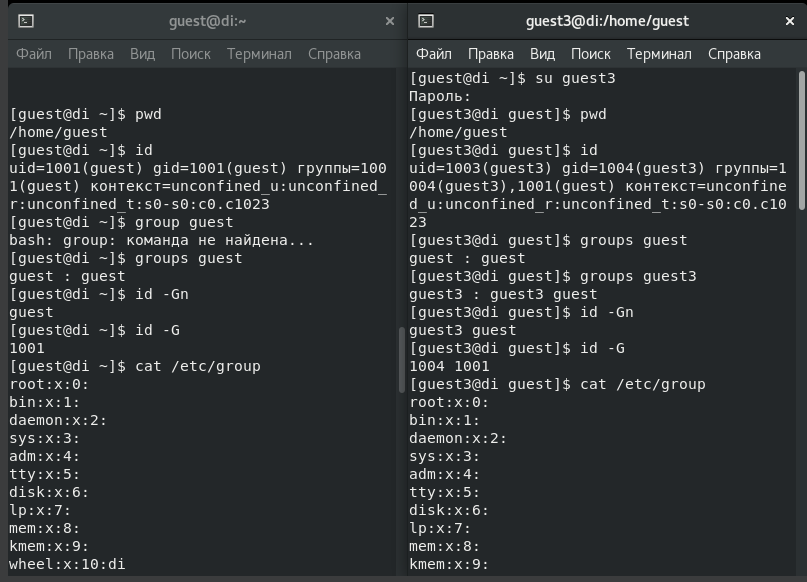 guest@di:~
Файл Правка Вид Поиск Терминал Справка
[guest@di ~]$ pwd
/home/guest
[guest@di ~]$ id
uid=1001(guest) gid=1001(guest) группы=100
1(guest) контекст=unconfined_u:unconfined_
r:unconfined_t:s0-s0:c0.c1023
[guest@di ~]$ group guest
bash: group: команда не найдена...
[guest@di ~]$ groups guest
guest : guest
[guest@di ~]$ id -Gn
guest
[guest@di ~]$ id -G
1001
[guest@di ~]$ cat /etc/group
root:x:0:
bin:x:1:
daemon:x:2:
sys:x:3:
adm:x:4:
tty:x:5:
disk:x:6:
lp:x:7:
mem:x:8:
kmem:x:9:
wheel:x:10:di
guest3@di:/home/guest
Файл Правка Вид Поиск Терминал Справка
[guest@di ~]$ su guest3
Пароль:
[guest3@di guest]$ pwd
/home/guest
[guest3@di guest]$ id
uid=1003(guest3) gid=1004(guest3) группы=1
004(guest3),1001(guest) контекст=unconfine
d_u:unconfined_r:unconfined_t:s0-s0:c0.c10
23
[guest3@di guest]$ groups guest
guest : guest
[guest3@di guest]$ groups guest3
guest3 : guest3 guest
[guest3@di guest]$ id -Gn
guest3 guest
[guest3@di guest]$ id -G
1004 1001
[guest3@di guest]$ cat /etc/group
root:x:0:
bin:x:1:
daemon:x:2:
sys:x:3:
adm:x:4:
tty:x:5:
disk:x:6:
lp:x:7:
mem:x:8:
kmem:x:9: